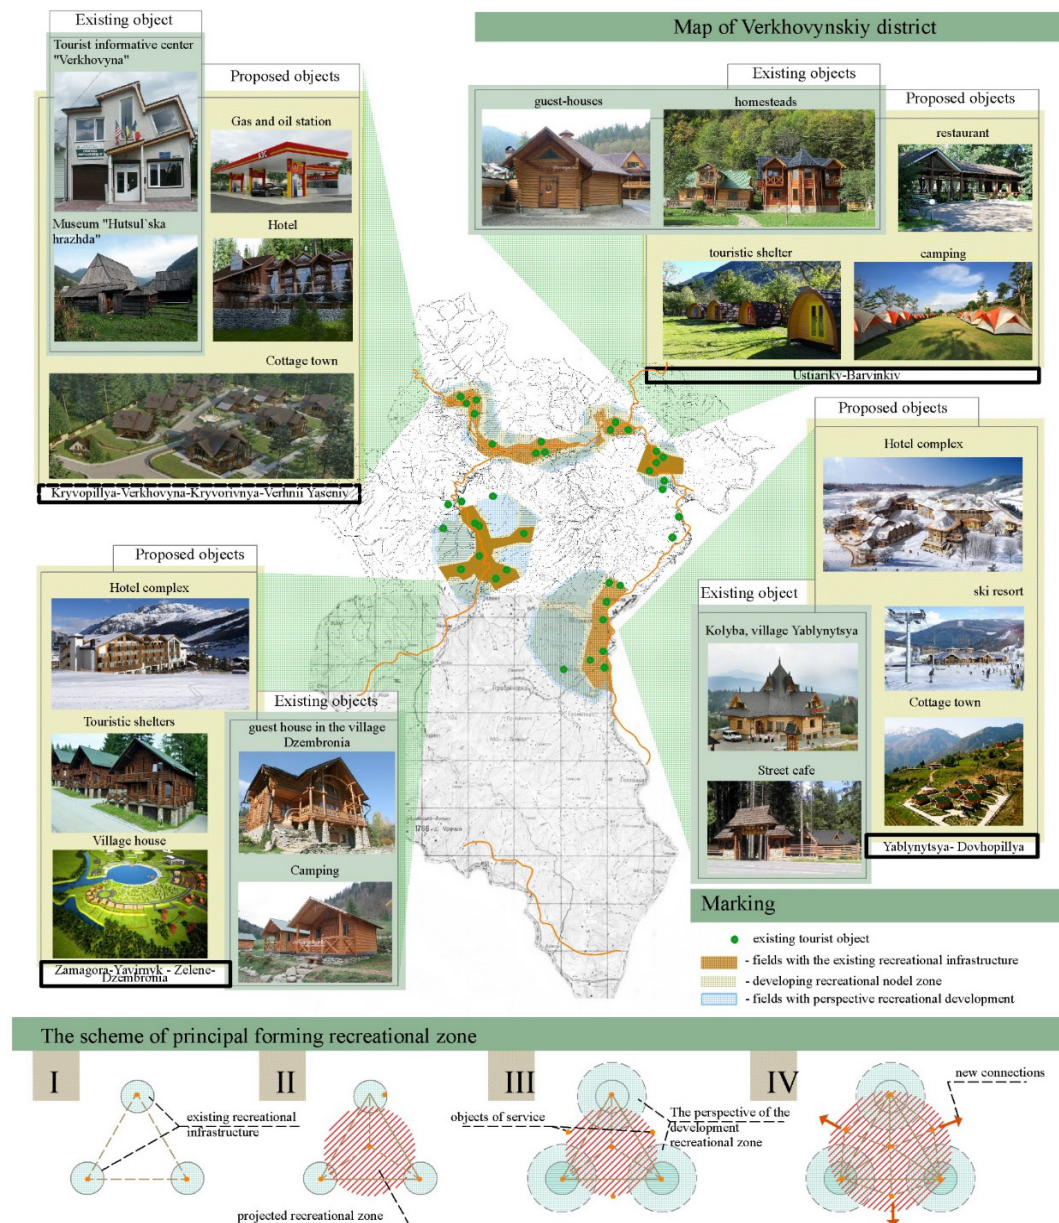 Map of Verkhovynskiy district
Existing object
Tourist informative center
"Verkhovyna"
Proposed objects
Gas and oil station
Museum "Hutsul`ska
hrazhda"
Hotel
Cottage town
Kryvopillya-Verkhovyna-Kryvorivnya-Verhnii Yaseniy
Existing objects
guest-houses
homesteads
Proposed objects
restaurant
touristic shelter
camping
Ustiariky-Barvinkiv
Proposed objects
Hotel complex
ski resort
Existing object
Kolyba, village Yablynytsya
Cottage town
Street cafe
Yablynytsya- Dovhopillya
Proposed objects
Hotel complex
Touristic shelters
Existing objects
guest house in the village
Dzembronia
Village house
Camping
Zamagora-Yavirnyk - Zelene-
Dzembronia
Marking
existing tourist object
- fields with the existing recreational infrastructure
- developing recreational nodel zone
- fields with perspective recreational development
The scheme of principal forming recreational zone
I
II
III
IV
existing recreational
infrastructure
projected recreational zone
objects of service
The perspective of the
development
recreational zone
new connections